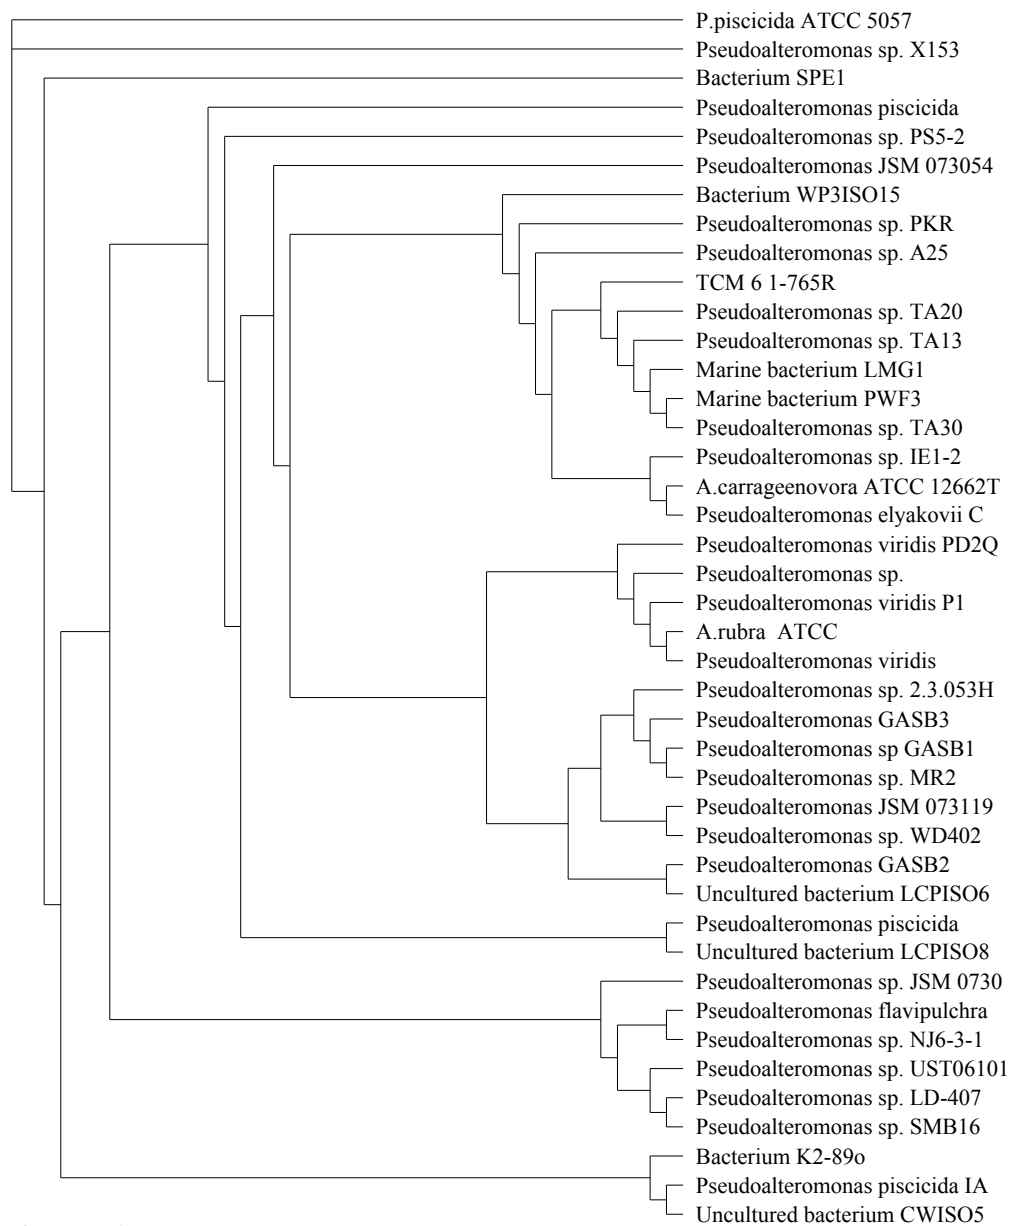 P.piscicida ATCC 5057
Pseudoalteromonas sp. X153
Bacterium SPE1
Pseudoalteromonas piscicida
Pseudoalteromonas sp. PS5-2
Pseudoalteromonas JSM 073054
Bacterium WP3ISO15
Pseudoalteromonas sp. PKR
Pseudoalteromonas sp. A25
TCM 6 1-765R
Pseudoalteromonas sp. TA20
Pseudoalteromonas sp. TA13
Marine bacterium LMG1
Marine bacterium PWF3
Pseudoalteromonas sp. TA30
Pseudoalteromonas sp. IE1-2
A.carrageenovora ATCC 12662T
Pseudoalteromonas elyakovii C
Pseudoalteromonas viridis PD2Q
Pseudoalteromonas sp.
Pseudoalteromonas viridis P1
A.rubra  ATCC
Pseudoalteromonas viridis
Pseudoalteromonas sp. 2.3.053H
Pseudoalteromonas GASB3
Pseudoalteromonas sp GASB1
Pseudoalteromonas sp. MR2
Pseudoalteromonas JSM 073119
Pseudoalteromonas sp. WD402
Pseudoalteromonas GASB2
Uncultured bacterium LCPISO6
Pseudoalteromonas piscicida
Uncultured bacterium LCPISO8
Pseudoalteromonas sp. JSM 0730
Pseudoalteromonas flavipulchra
Pseudoalteromonas sp. NJ6-3-1
Pseudoalteromonas sp. UST06101
Pseudoalteromonas sp. LD-407
Pseudoalteromonas sp. SMB16
Bacterium K2-89o
Pseudoalteromonas piscicida IA
Uncultured bacterium CWISO5